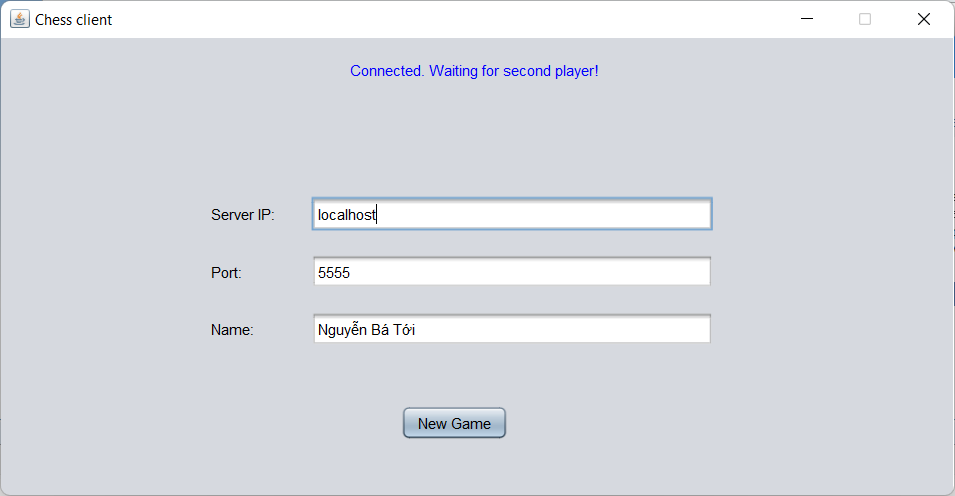 Chess client
Connected. Waiting for second player!
Server IP: localhost
Port: 5555
Name: Nguyễn Bá Tới
New Game